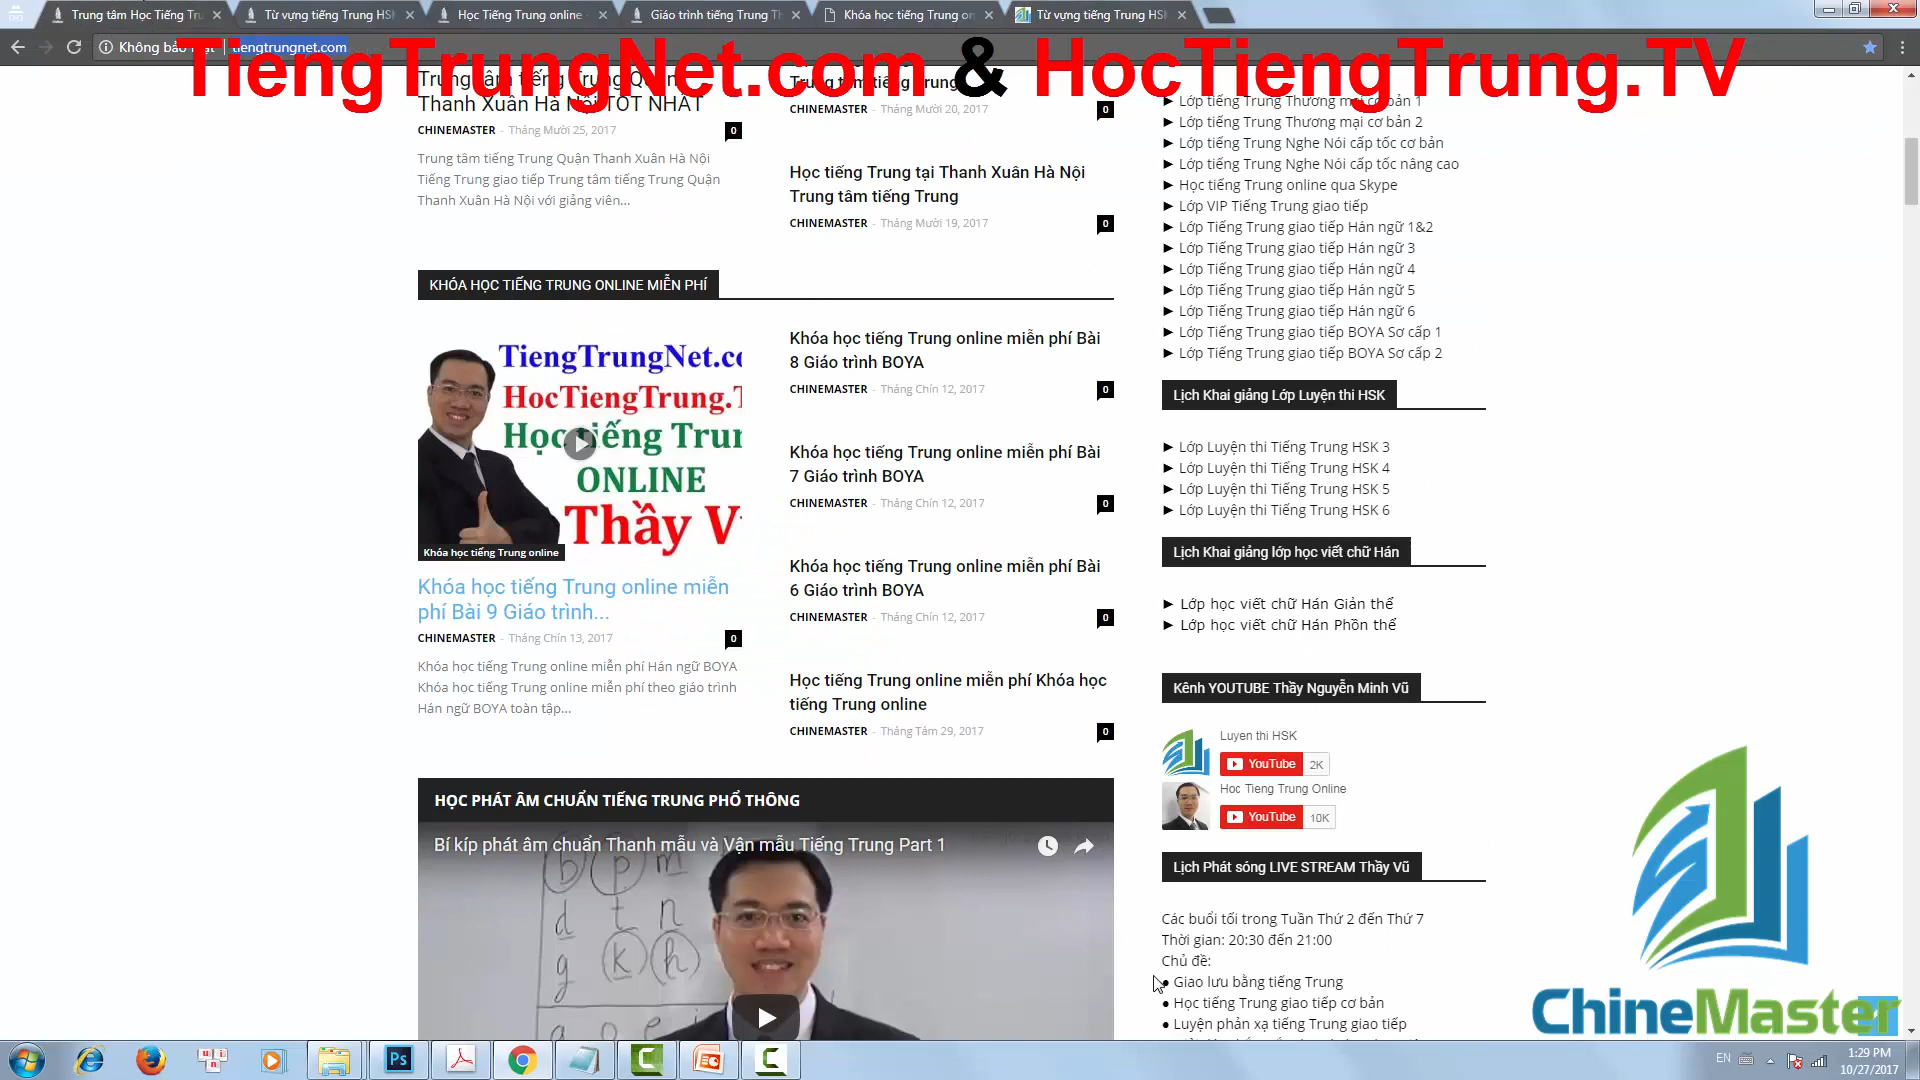 Trung tâm Học Tiếng Tru
Từ vựng tiếng Trung HSK
Học Tiếng Trung online -
Giáo trình tiếng Trung Th
Khóa học tiếng Trung on
Từ vựng tiếng Trung HSK
Không bảo mật
tiengtrungnet.com
TiengTrungNet.com & HocTiengTrung.TV
Trung tâm tiếng Trung Quận
Thanh Xuân Hà Nội TỐT NHẤT
CHINEMASTER - Tháng Mười 25, 2017
0
Trung tâm tiếng Trung Quận Thanh Xuân Hà Nội
Tiếng Trung giao tiếp Trung tâm tiếng Trung Quận
Thanh Xuân Hà Nội với giảng viên...
Trung tâm tiếng Trung
CHINEMASTER - Tháng Mười 20, 2017
0
Học tiếng Trung tại Thanh Xuân Hà Nội
Trung tâm tiếng Trung
CHINEMASTER - Tháng Mười 19, 2017
0
KHÓA HỌC TIẾNG TRUNG ONLINE MIỄN PHÍ
TiengTrungNet.co
HocTiengTrung.T
Học tiếng Trun
ONLINE
Thầy V
Khóa học tiếng Trung online
Khóa học tiếng Trung online miễn
phí Bài 9 Giáo trình...
CHINEMASTER - Tháng Chín 13, 2017
0
Khóa học tiếng Trung online miễn phí Hán ngữ BOYA
Khóa học tiếng Trung online miễn phí theo giáo trình
Hán ngữ BOYA toàn tập...
Khóa học tiếng Trung online miễn phí Bài
8 Giáo trình BOYA
CHINEMASTER - Tháng Chín 12, 2017
0
Khóa học tiếng Trung online miễn phí Bài
7 Giáo trình BOYA
CHINEMASTER - Tháng Chín 12, 2017
0
Khóa học tiếng Trung online miễn phí Bài
6 Giáo trình BOYA
CHINEMASTER - Tháng Chín 12, 2017
0
Học tiếng Trung online miễn phí Khóa học
tiếng Trung online
CHINEMASTER - Tháng Tám 29, 2017
0
HỌC PHÁT ÂM CHUẨN TIẾNG TRUNG PHỔ THÔNG
Bí kíp phát âm chuẩn Thanh mẫu và Vận mẫu Tiếng Trung Part 1
b p m
d t n
g k h
► Lớp tiếng Trung Thương mại cơ bản 1
► Lớp tiếng Trung Thương mại cơ bản 2
► Lớp tiếng Trung Nghe Nói cấp tốc cơ bản
► Lớp tiếng Trung Nghe Nói cấp tốc nâng cao
► Học tiếng Trung online qua Skype
► Lớp VIP Tiếng Trung giao tiếp
► Lớp Tiếng Trung giao tiếp Hán ngữ 1&2
► Lớp Tiếng Trung giao tiếp Hán ngữ 3
► Lớp Tiếng Trung giao tiếp Hán ngữ 4
► Lớp Tiếng Trung giao tiếp Hán ngữ 5
► Lớp Tiếng Trung giao tiếp Hán ngữ 6
► Lớp Tiếng Trung giao tiếp BOYA Sơ cấp 1
► Lớp Tiếng Trung giao tiếp BOYA Sơ cấp 2
Lịch Khai giảng Lớp Luyện thi HSK
► Lớp Luyện thi Tiếng Trung HSK 3
► Lớp Luyện thi Tiếng Trung HSK 4
► Lớp Luyện thi Tiếng Trung HSK 5
► Lớp Luyện thi Tiếng Trung HSK 6
Lịch Khai giảng lớp học viết chữ Hán
► Lớp học viết chữ Hán Giản thể
► Lớp học viết chữ Hán Phồn thể
Kênh YOUTUBE Thầy Nguyễn Minh Vũ
Luyen thi HSK
YouTube 2K
Hoc Tieng Trung Online
YouTube 10K
Lịch Phát sóng LIVE STREAM Thầy Vũ
Các buổi tối trong Tuần Thứ 2 đến Thứ 7
Thời gian: 20:30 đến 21:00
Chủ đề:
● Giao lưu bằng tiếng Trung
● Học tiếng Trung giao tiếp cơ bản
● Luyện phản xạ tiếng Trung giao tiếp
ChineMaster
EN
1:29 PM
10/27/2017